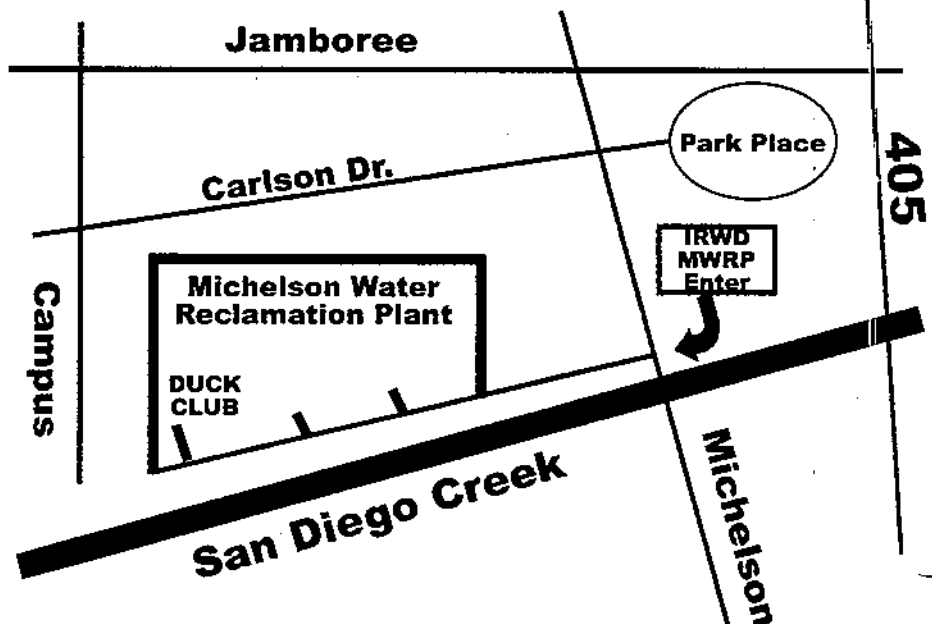 Jamboree
Park Place
405
Carlson Dr.
IRWD
MWRP
Enter
Michelson Water
Reclamation Plant
Campus
DUCK
CLUB
San Diego Creek
Michelson